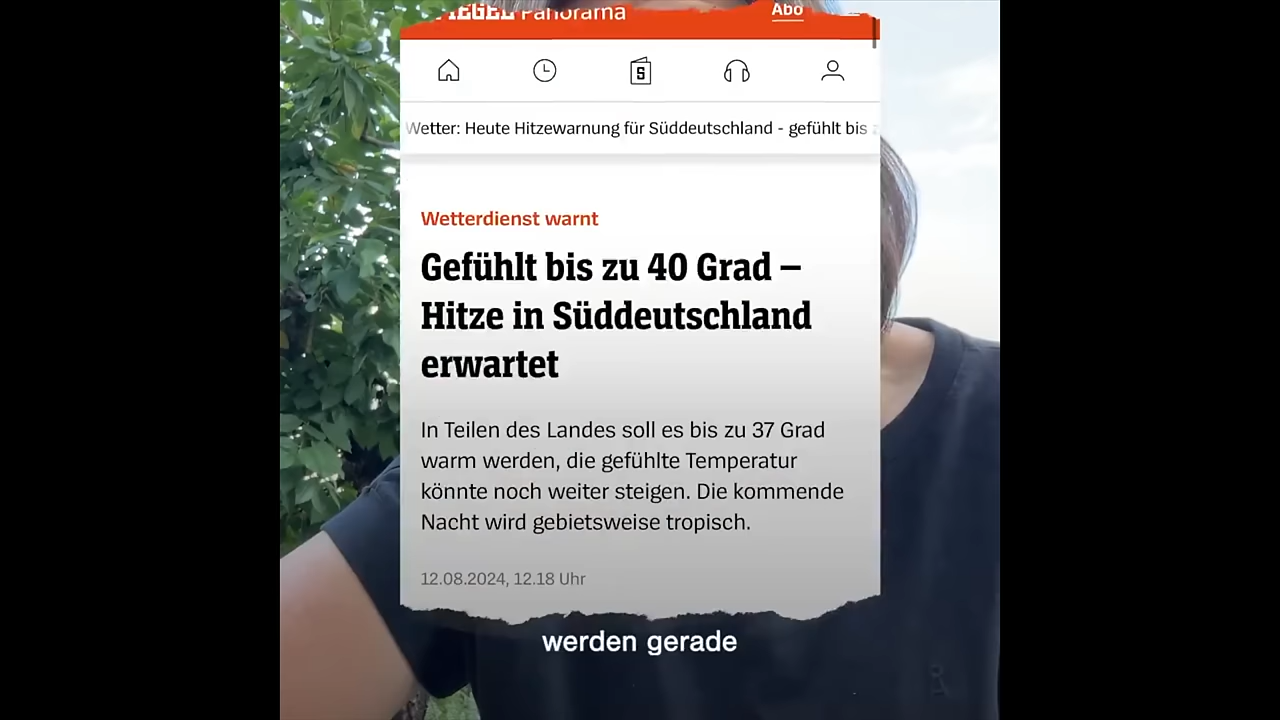 SPIEGEL Panorama
Abo
S
Wetter: Heute Hitzewarnung für Süddeutschland - gefühlt bis
Wetterdienst warnt
Gefühlt bis zu 40 Grad –
Hitze in Süddeutschland
erwartet
In Teilen des Landes soll es bis zu 37 Grad
warm werden, die gefühlte Temperatur
könnte noch weiter steigen. Die kommende
Nacht wird gebietsweise tropisch.
12.08.2024, 12.18 Uhr
werden gerade